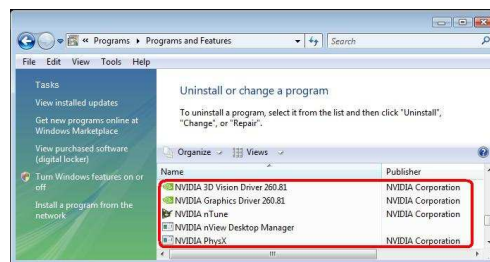 « Programs ▸ Programs and Features
Search
File Edit View Tools Help
Tasks
View installed updates
Get new programs online at
Windows Marketplace
View purchased software
(digital locker)
Turn Windows features on or
off
Install a program from the
network
Uninstall or change a program
To uninstall a program, select it from the list and then click "Uninstall",
"Change", or "Repair".
Organize Views
Name Publisher
NVIDIA 3D Vision Driver 260.81 NVIDIA Corporation
NVIDIA Graphics Driver 260.81 NVIDIA Corporation
NVIDIA nTune NVIDIA Corporation
NVIDIA nView Desktop Manager
NVIDIA PhysX NVIDIA Corporation